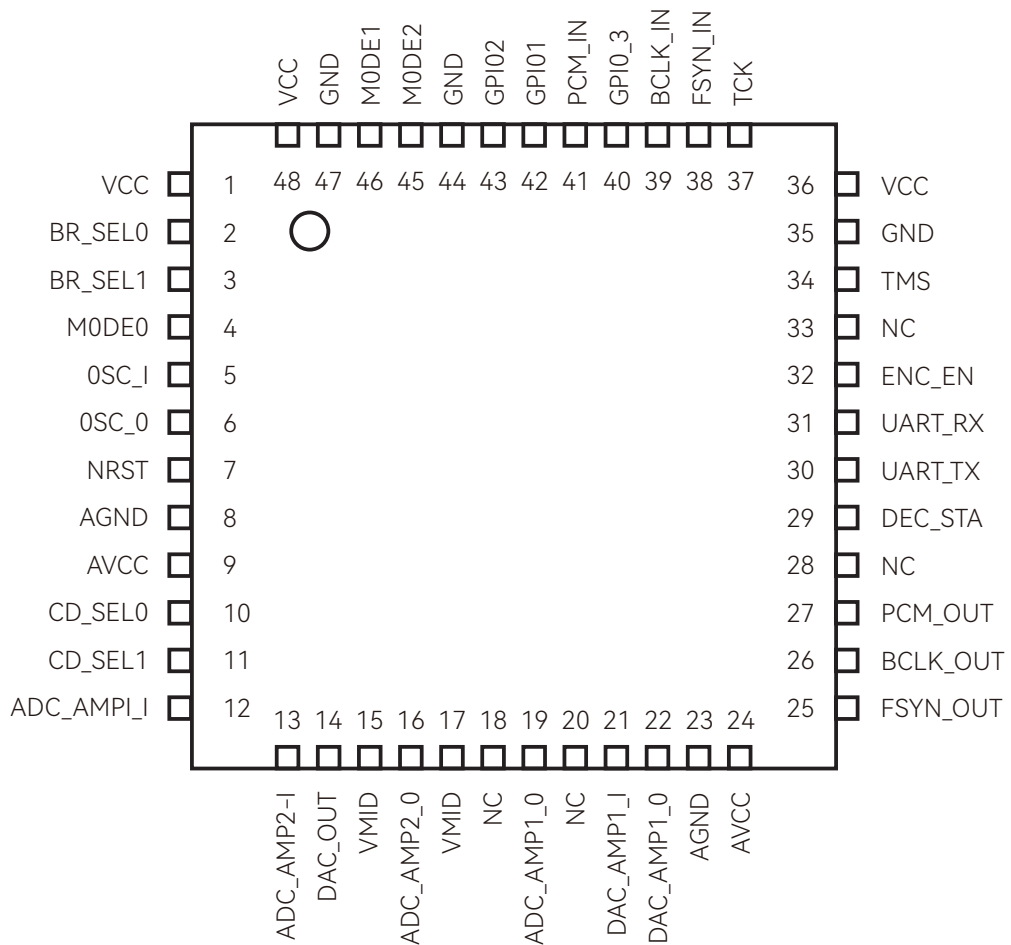 VCC
GND
M0DE1
M0DE2
GND
GPI02
GPI01
PCM_IN
GPI0_3
BCLK_IN
FSYN_IN
TCK
48 47 46 45 44 43 42 41 40 39 38 37
VCC 1 36 VCC
BR_SEL0 2 35 GND
BR_SEL1 3 34 TMS
M0DE0 4 33 NC
0SC_I 5 32 ENC_EN
0SC_0 6 31 UART_RX
NRST 7 30 UART_TX
AGND 8 29 DEC_STA
AVCC 9 28 NC
CD_SEL0 10 27 PCM_OUT
CD_SEL1 11 26 BCLK_OUT
ADC_AMPI_I 12 25 FSYN_OUT
13 14 15 16 17 18 19 20 21 22 23 24
ADC_AMP2-I
DAC_OUT
VMID
ADC_AMP2_0
VMID
NC
ADC_AMP1_0
NC
DAC_AMP1_I
DAC_AMP1_0
AGND
AVCC